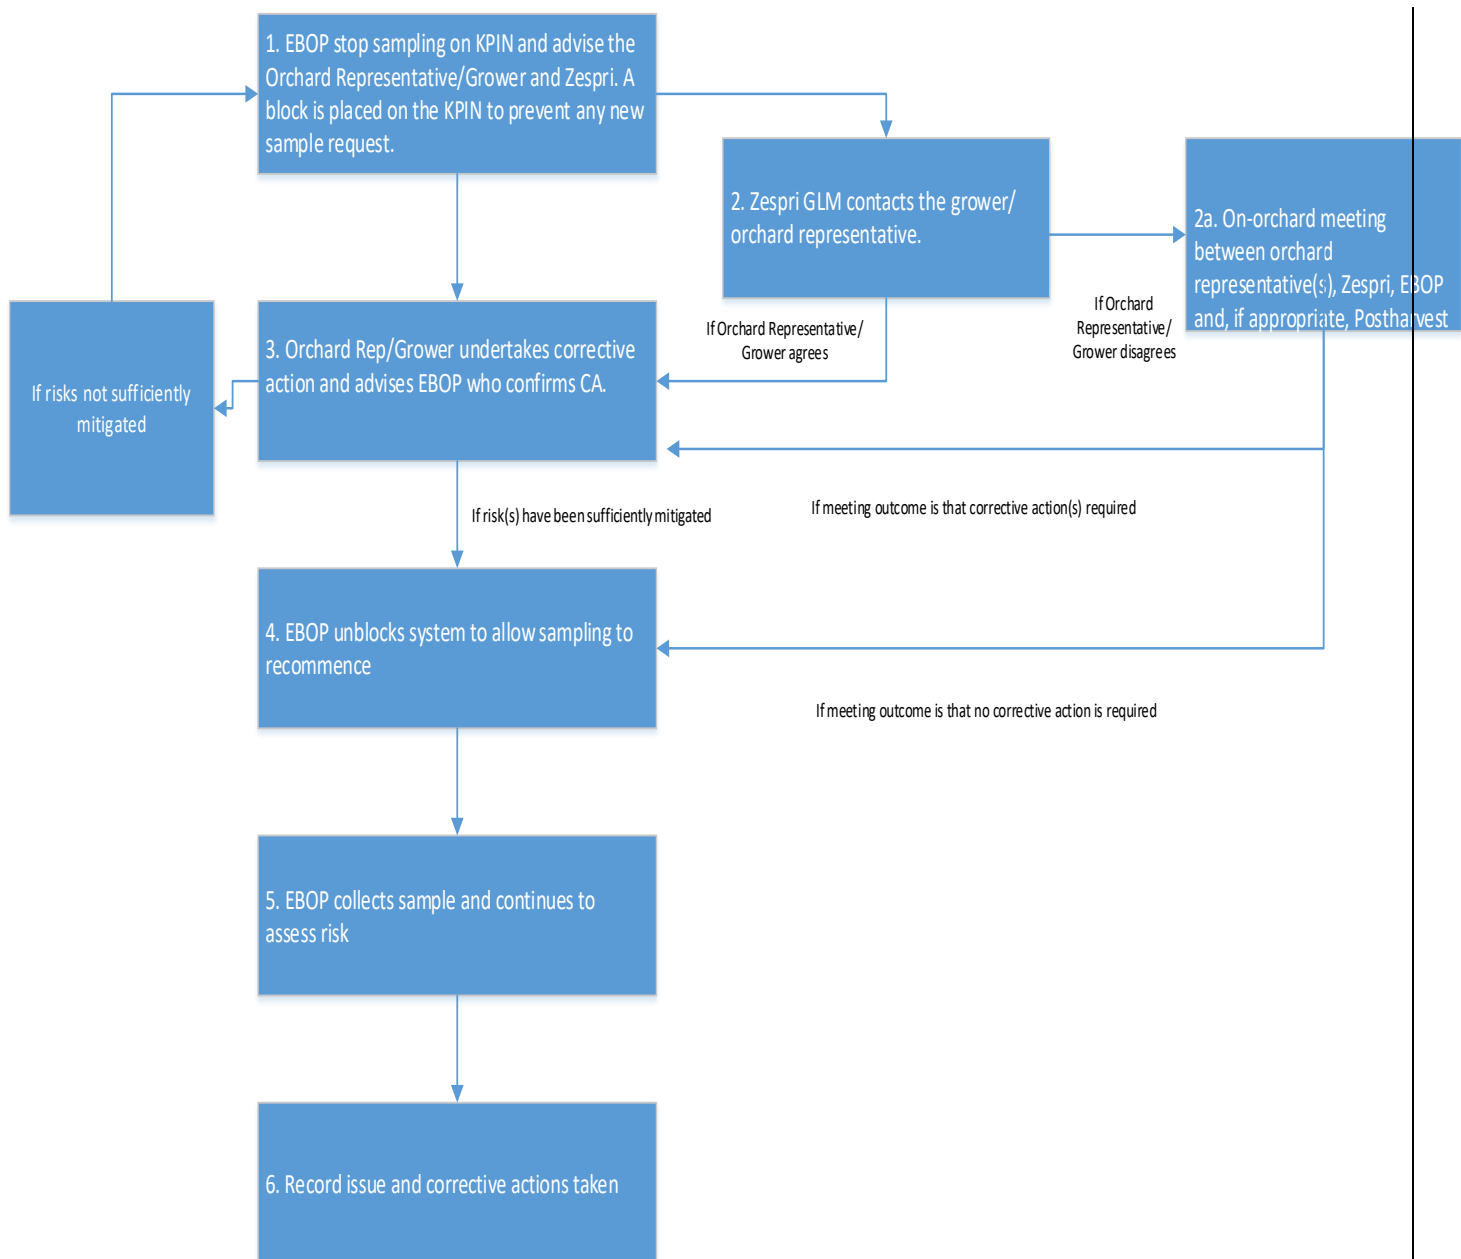 1. EBOP stop sampling on KPIN and advise the
Orchard Representative/Grower and Zespri. A
block is placed on the KPIN to prevent any new
sample request.
2. Zespri GLM contacts the grower/
orchard representative.
2a. On-orchard meeting
between orchard
representative(s), Zespri, EBOP
and, if appropriate, Postharvest
If Orchard Representative/
Grower agrees
If Orchard
Representative/
Grower disagrees
3. Orchard Rep/Grower undertakes corrective
action and advises EBOP who confirms CA.
If risks not sufficiently
mitigated
If risk(s) have been sufficiently mitigated
If meeting outcome is that corrective action(s) required
4. EBOP unblocks system to allow sampling to
recommence
If meeting outcome is that no corrective action is required
5. EBOP collects sample and continues to
assess risk
6. Record issue and corrective actions taken